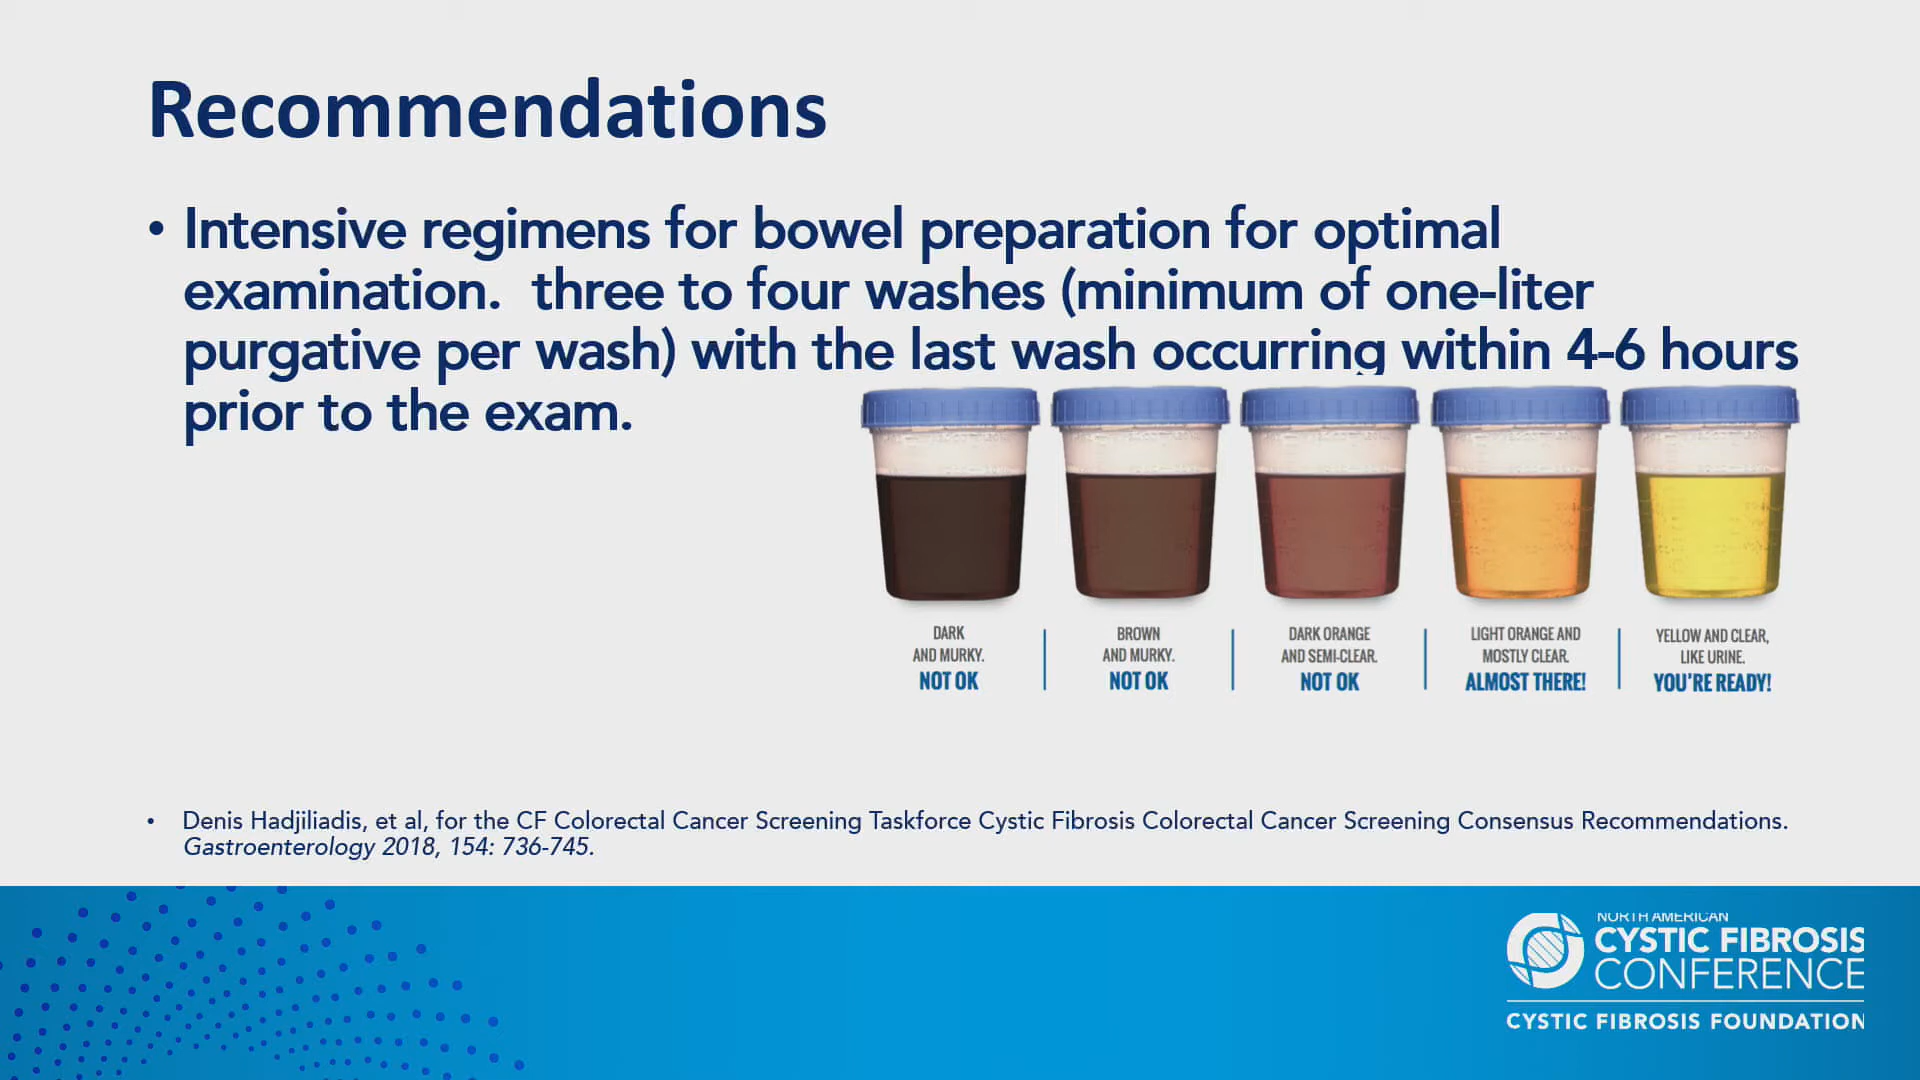 Recommendations
• Intensive regimens for bowel preparation for optimal
examination.  three to four washes (minimum of one-liter
purgative per wash) with the last wash occurring within 4-6 hours
prior to the exam.
DARK
AND MURKY.
NOT OK
BROWN
AND MURKY.
NOT OK
DARK ORANGE
AND SEMI-CLEAR.
NOT OK
LIGHT ORANGE AND
MOSTLY CLEAR.
ALMOST THERE!
YELLOW AND CLEAR,
LIKE URINE.
YOU'RE READY!
• Denis Hadjiliadis, et al, for the CF Colorectal Cancer Screening Taskforce Cystic Fibrosis Colorectal Cancer Screening Consensus Recommendations.
Gastroenterology 2018, 154: 736-745.
NORTH AMERICAN
CYSTIC FIBROSIS
CONFERENCE
CYSTIC FIBROSIS FOUNDATION